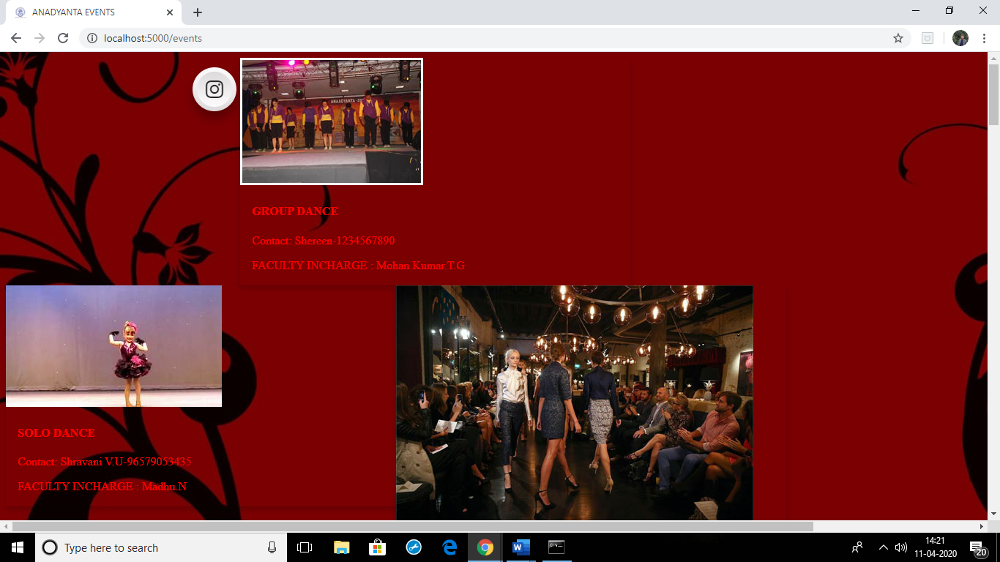 ANADYANTA EVENTS
localhost:5000/events
GROUP DANCE
Contact: Shereen-1234567890
FACULTY INCHARGE : Mohan Kumar.T.G
SOLO DANCE
Contact: Shravani V.U-96579053435
FACULTY INCHARGE : Madhu.N
Type here to search
14:21
11-04-2020
20